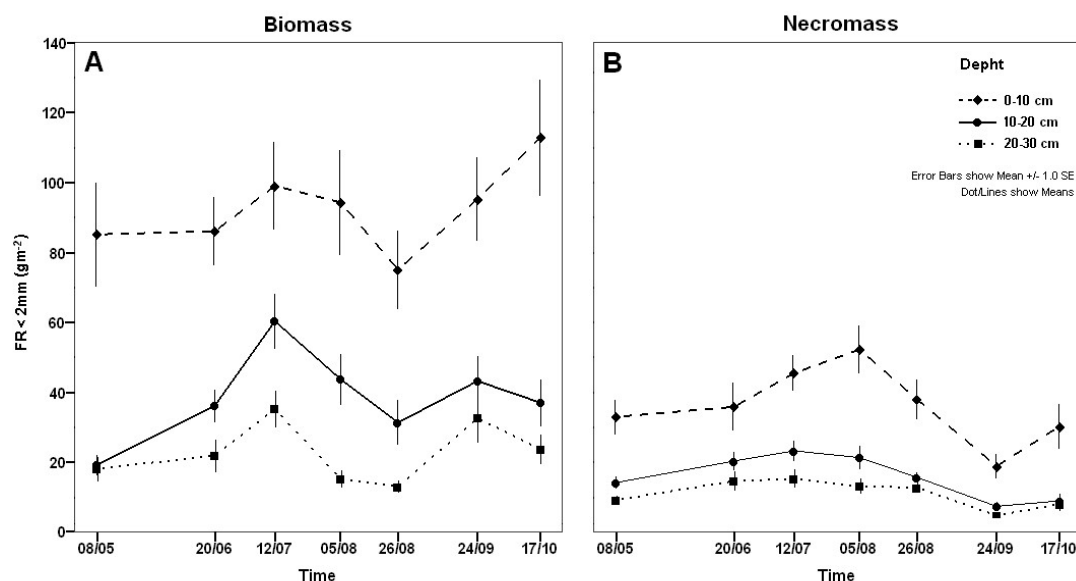 Biomass
Necromass
A
B
FR < 2mm (gm⁻²)
140
120
100
80
60
40
20
0
08/05
20/06
12/07
05/08
26/08
24/09
17/10
Time
Depht
0-10 cm
10-20 cm
20-30 cm
Error Bars show Mean +/- 1.0 SE
Dot/Lines show Means
08/05
20/06
12/07
05/08
26/08
24/09
17/10
Time